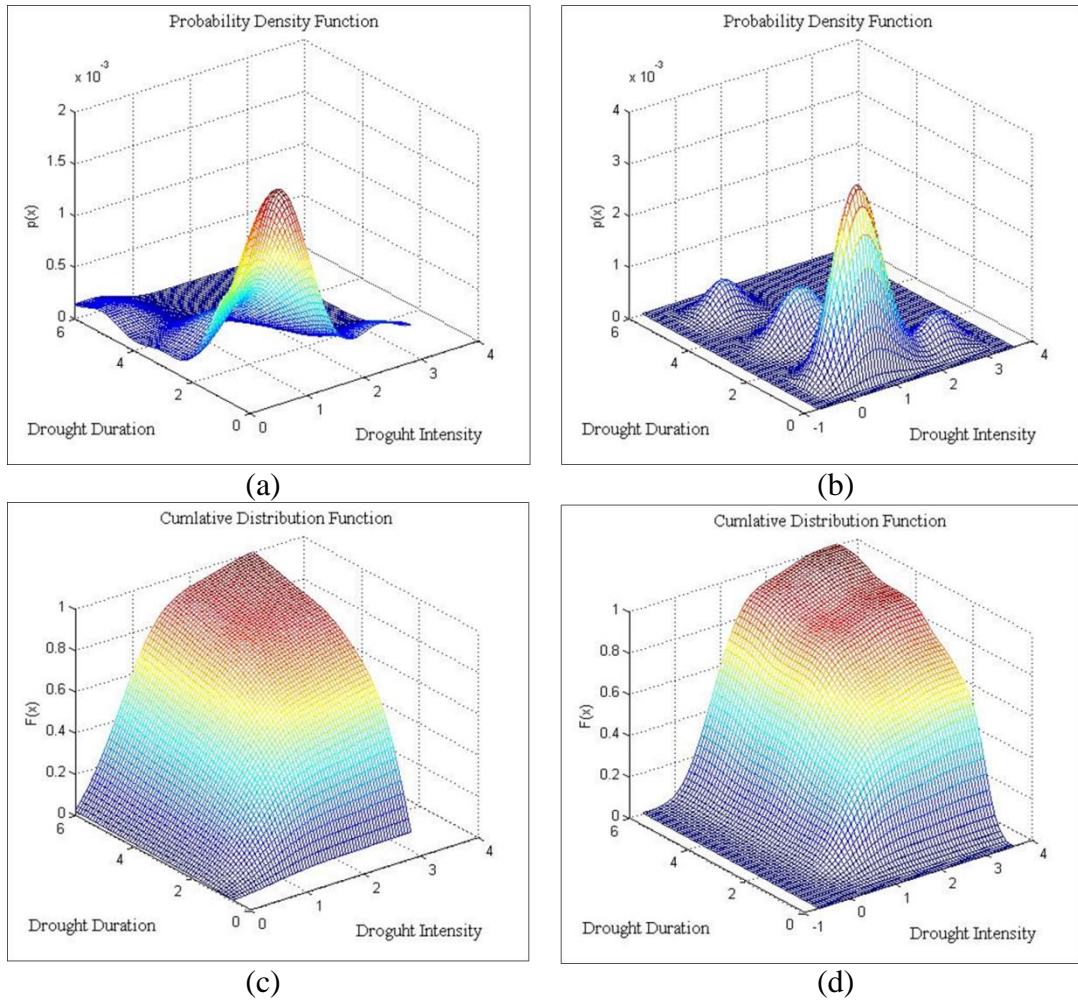 Probability Density Function
x 10^-3
2
1.5
1
0.5
0
p(x)
6
4
2
0
0
1
2
3
4
Drought Duration
Droguht Intensity
(a)
Probability Density Function
x 10^-3
4
3
2
1
0
p(x)
6
4
2
0
-1
0
1
2
3
4
Drought Duration
Drought Intensity
(b)
Cumlative Distribution Function
1
0.8
0.6
0.4
0.2
0
F(x)
6
4
2
0
0
1
2
3
4
Drought Duration
Droguht Intensity
(c)
Cumlative Distribution Function
1
0.8
0.6
0.4
0.2
0
F(x)
6
4
2
0
-1
0
1
2
3
4
Drought Duration
Drought Intensity
(d)